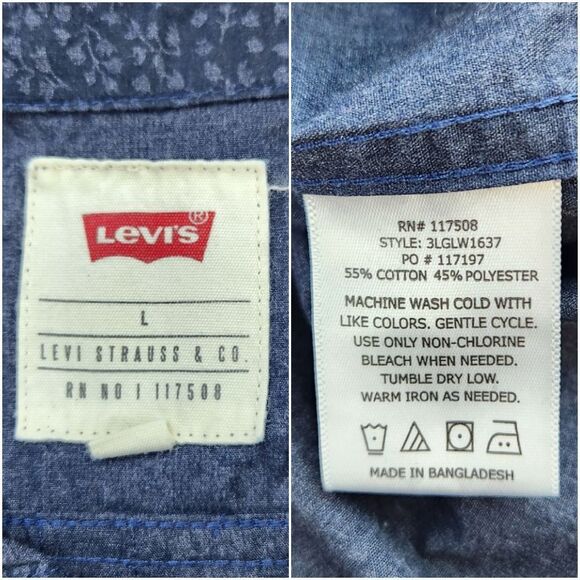 Levi's ®
L
LEVI STRAUSS & CO.
RN NO | 117508
RN# 117508
STYLE: 3LGLW1637
PO # 117197
55% COTTON 45% POLYESTER
MACHINE WASH COLD WITH
LIKE COLORS. GENTLE CYCLE.
USE ONLY NON-CHLORINE
BLEACH WHEN NEEDED.
TUMBLE DRY LOW.
WARM IRON AS NEEDED.
MADE IN BANGLADESH